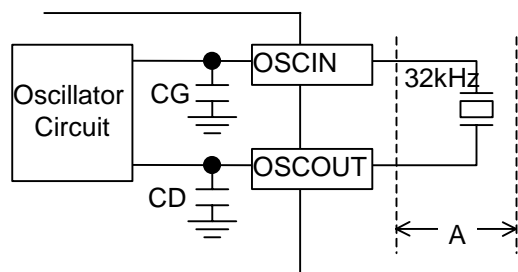 OSCIN
32kHz
Oscillator
Circuit
CG
OSCOUT
CD
A